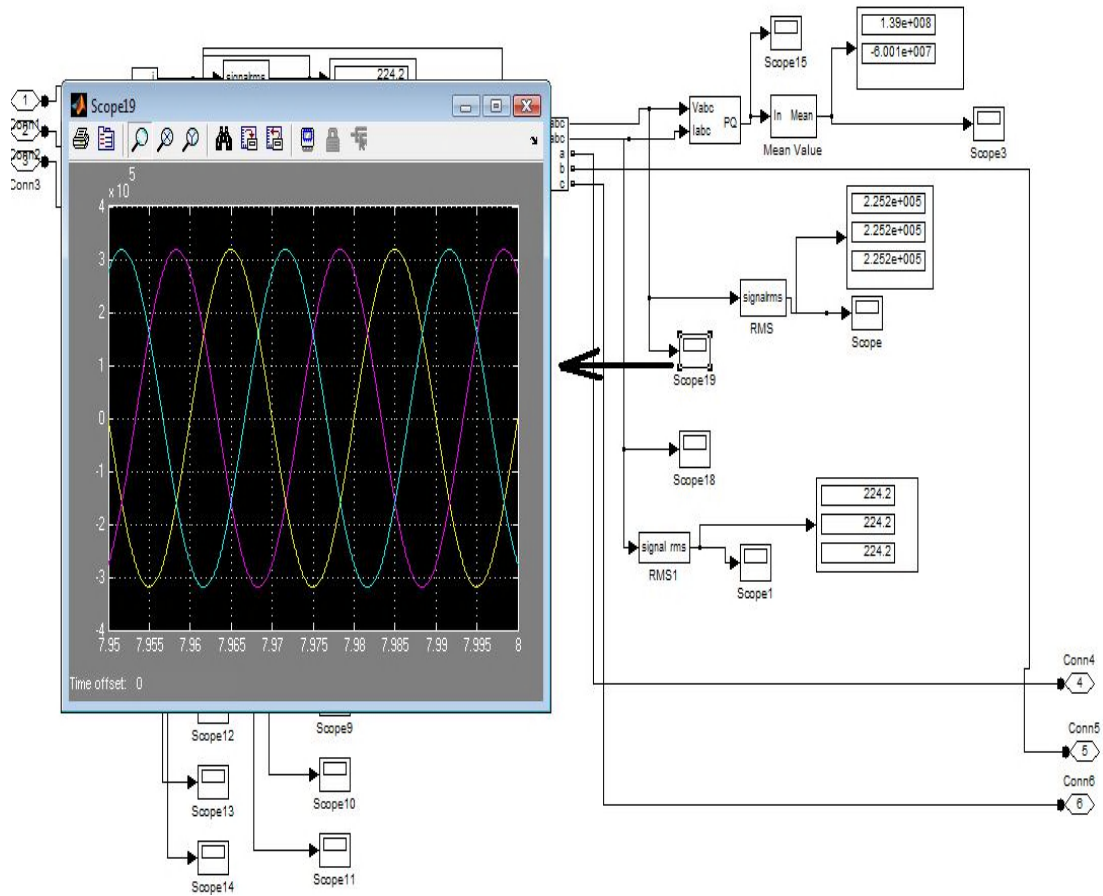 1
2
3
Conn1
Conn2
Conn3
i
signalrms
224.2
Scope19
5
x 10
4
3
2
1
0
-1
-2
-3
-4
7.95
7.955
7.96
7.965
7.97
7.975
7.98
7.985
7.99
7.995
8
Time offset: 0
abc
a
b
c
Vabc
Iabc
PQ
In Mean
Mean Value
Scope15
1.39e+008
-6.001e+007
Scope3
2.252e+005
2.252e+005
2.252e+005
signalrms
RMS
Scope
Scope19
Scope18
signal rms
RMS1
Scope1
224.2
224.2
224.2
Conn4
4
Conn5
5
Conn6
6
Scope12
Scope9
Scope13
Scope10
Scope14
Scope11